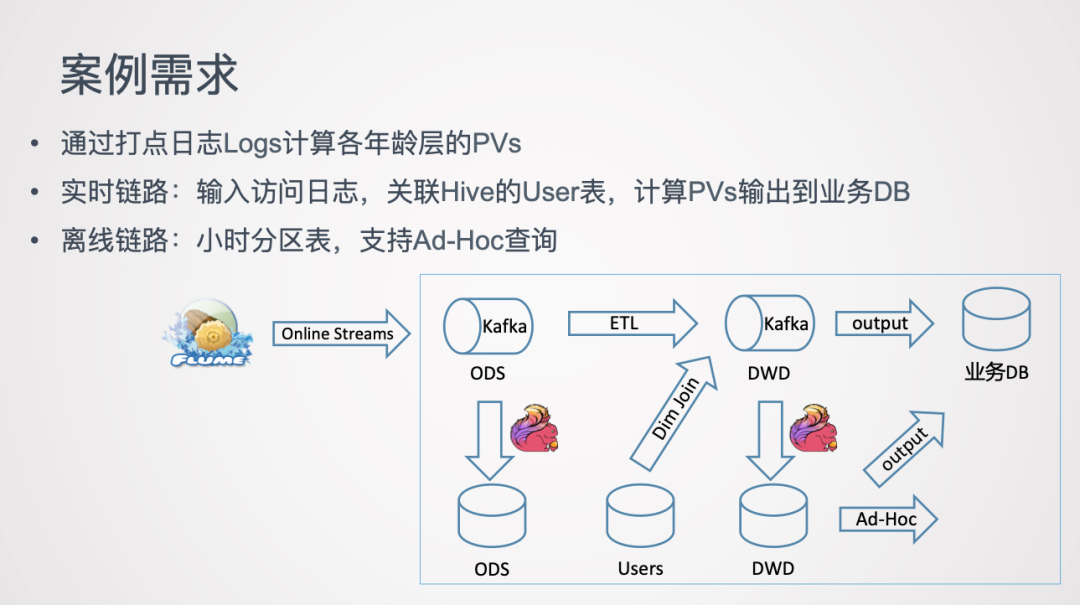 案例需求
• 通过打点日志Logs计算各年龄层的PVs
• 实时链路：输入访问日志，关联Hive的User表，计算PVs输出到业务DB
• 离线链路：小时分区表，支持Ad-Hoc查询
FLUME
Online Streams
Kafka
ETL
Kafka
output
ODS
DWD
业务DB
Dim Join
output
Ad-Hoc
ODS
Users
DWD